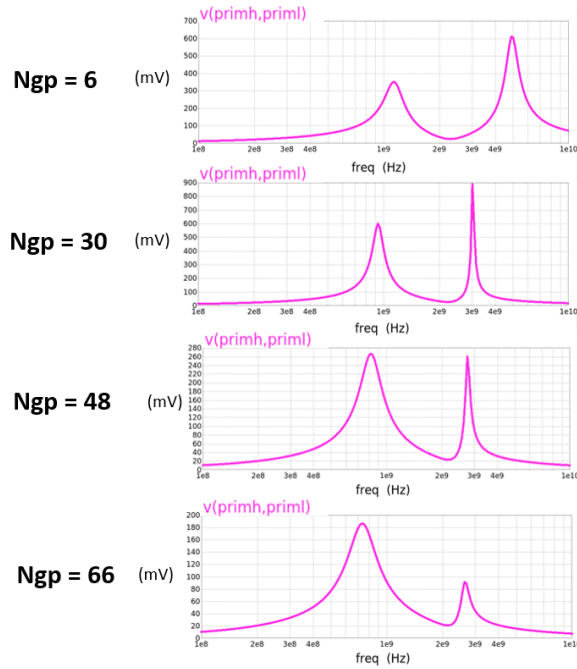 v(primh,priml)
Ngp = 6 (mV)
700
600
500
400
300
200
100
0
1e8 2e8 3e8 4e8 1e9 2e9 3e9 4e9 1e10
freq (Hz)
v(primh,priml)
Ngp = 30 (mV)
900
800
700
600
500
400
300
200
100
0
1e8 2e8 3e8 4e8 1e9 2e9 3e9 4e9 1e10
freq (Hz)
v(primh,priml)
Ngp = 48 (mV)
280
260
240
220
200
180
160
140
120
100
80
60
40
20
0
1e8 2e8 3e8 4e8 1e9 2e9 3e9 4e9 1e10
freq (Hz)
v(primh,priml)
Ngp = 66 (mV)
200
180
160
140
120
100
80
60
40
20
0
1e8 2e8 3e8 4e8 1e9 2e9 3e9 4e9 1e10
freq (Hz)